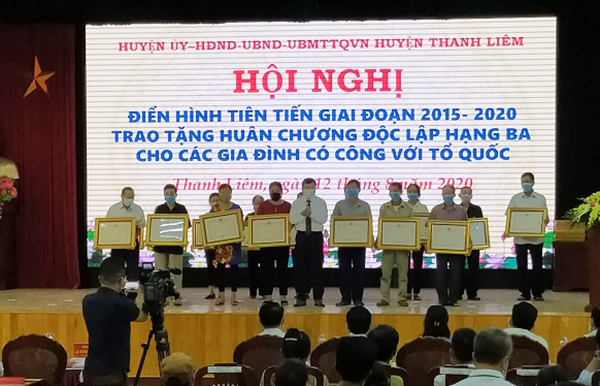 HUYỆN ỦY–HĐND-UBND-UBMTTQVN HUYỆN THANH LIÊM
HỘI NGHỊ
ĐIỂN HÌNH TIÊN TIẾN GIAI ĐOẠN 2015- 2020
TRAO TẶNG HUÂN CHƯƠNG ĐỘC LẬP HẠNG BA
CHO CÁC GIA ĐÌNH CÓ CÔNG VỚI TỔ QUỐC
Thanh Liêm, ngày 12 tháng 8 năm 2020